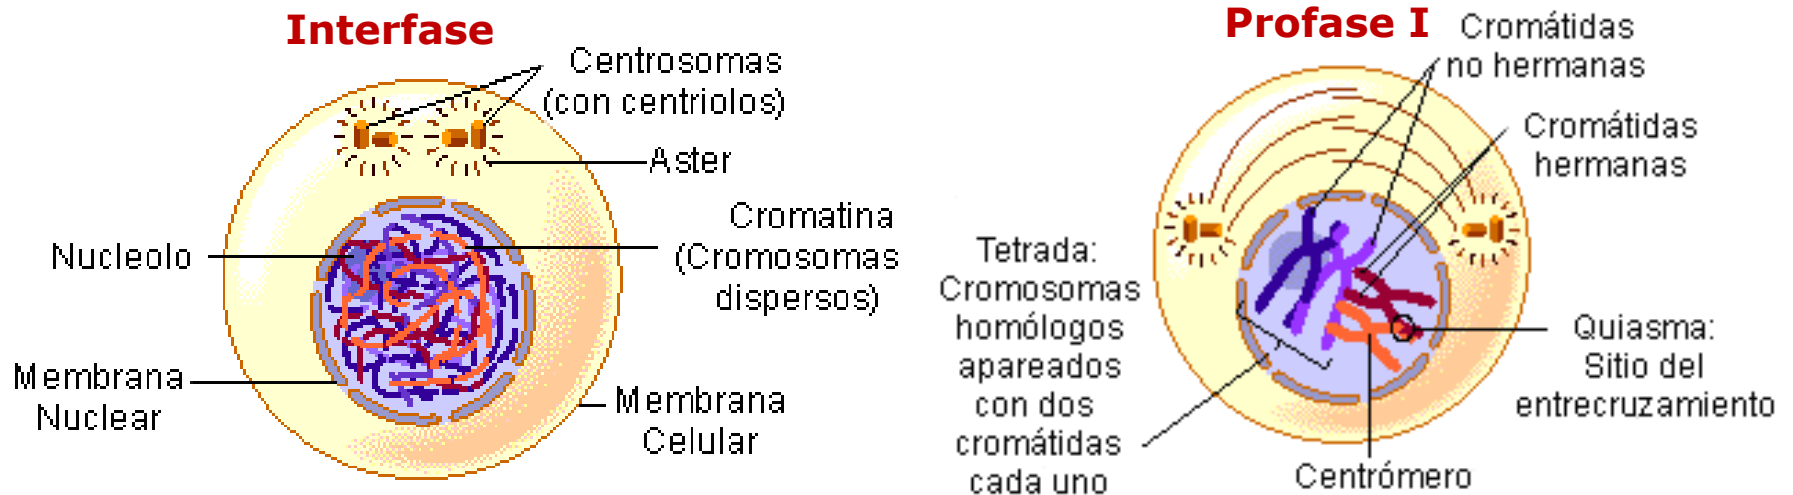 Interfase
Centrosomas
(con centriolos)
Aster
Cromatina
(Cromosomas
dispersos)
Nucleolo
Membrana
Nuclear
Membrana
Celular
Profase I
Cromátidas
no hermanas
Cromátidas
hermanas
Tetrada:
Cromosomas
homólogos
apareados
con dos
cromátidas
cada uno
Quiasma:
Sitio del
entrecruzamiento
Centrómero